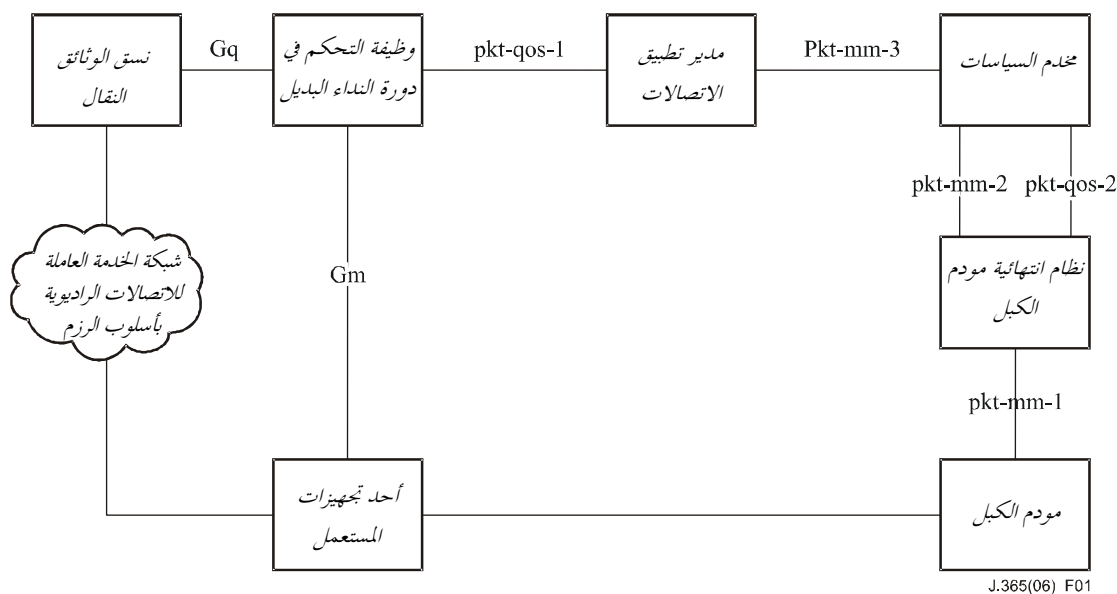 نسق الوثائق
النقال
Gq
وظيفة التحكم في
دورة النداء البديل
pkt-qos-1
مدير تطبيق
الاتصالات
Pkt-mm-3
مخدم السياسات
pkt-mm-2
pkt-qos-2
شبكة الخدمة العاملة
للاتصالات الراديوية
بأسلوب الرزم
Gm
نظام انتهائية مودم
الكبل
pkt-mm-1
أحد تجهيزات
المستعمل
مودم الكبل
J.365(06)_F01